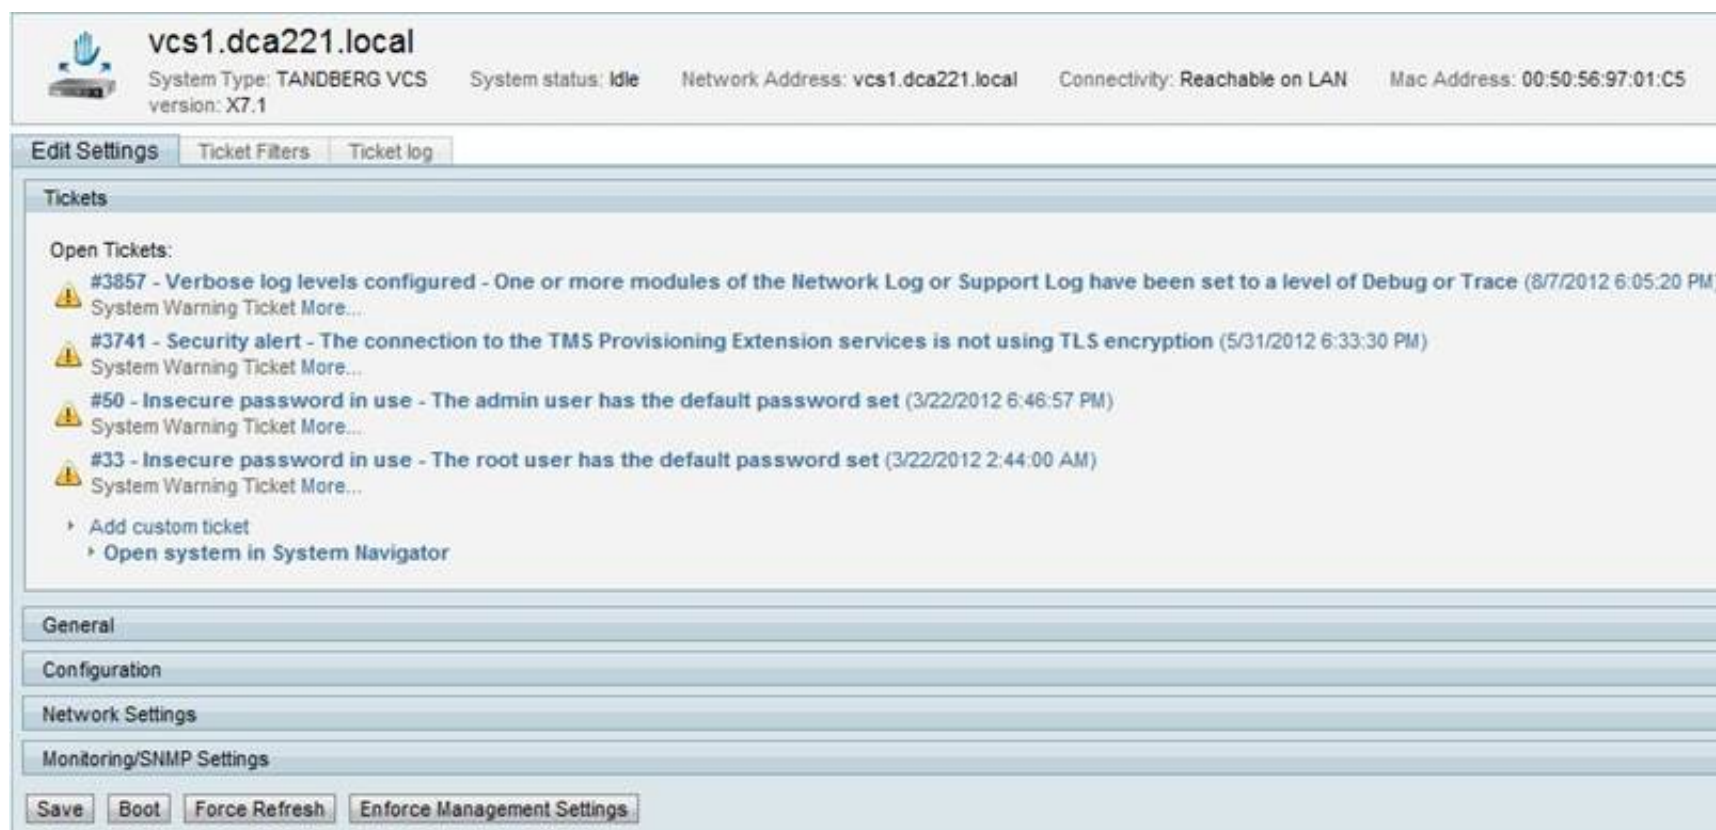 vcs1.dca221.local
System Type: TANDBERG VCS System status: Idle Network Address: vcs1.dca221.local Connectivity: Reachable on LAN Mac Address: 00:50:56:97:01:C5
version: X7.1
Edit Settings Ticket Filters Ticket log
Tickets
Open Tickets:
#3857 - Verbose log levels configured - One or more modules of the Network Log or Support Log have been set to a level of Debug or Trace (8/7/2012 6:05:20 PM)
System Warning Ticket More...
#3741 - Security alert - The connection to the TMS Provisioning Extension services is not using TLS encryption (5/31/2012 6:33:30 PM)
System Warning Ticket More...
#50 - Insecure password in use - The admin user has the default password set (3/22/2012 6:46:57 PM)
System Warning Ticket More...
#33 - Insecure password in use - The root user has the default password set (3/22/2012 2:44:00 AM)
System Warning Ticket More...
Add custom ticket
Open system in System Navigator
General
Configuration
Network Settings
Monitoring/SNMP Settings
Save Boot Force Refresh Enforce Management Settings